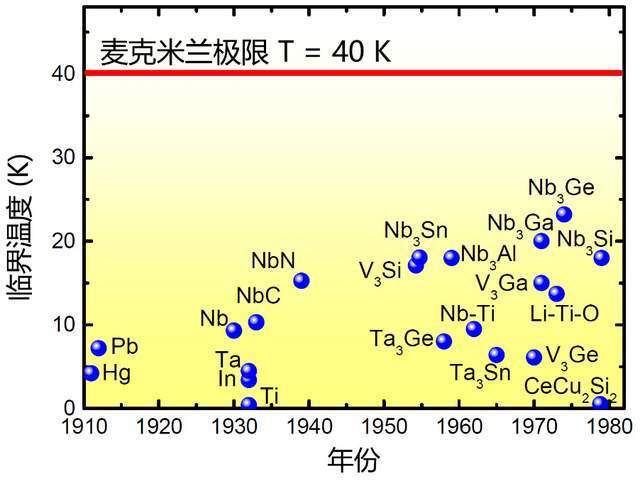 麦克米兰极限 T = 40 K
临界温度 (K)
40
30
20
10
0
Nb₃Ge
Nb₃Ga
Nb₃Sn
Nb₃Si
Nb₃Al
V₃Si
NbN
V₃Ga
NbC
Li-Ti-O
Nb-Ti
Nb
Ta₃Ge
Pb
V₃Ge
Ta
Ta₃Sn
Hg
In
CeCu₂Si₂
Ti
1910 1920 1930 1940 1950 1960 1970 1980
年份